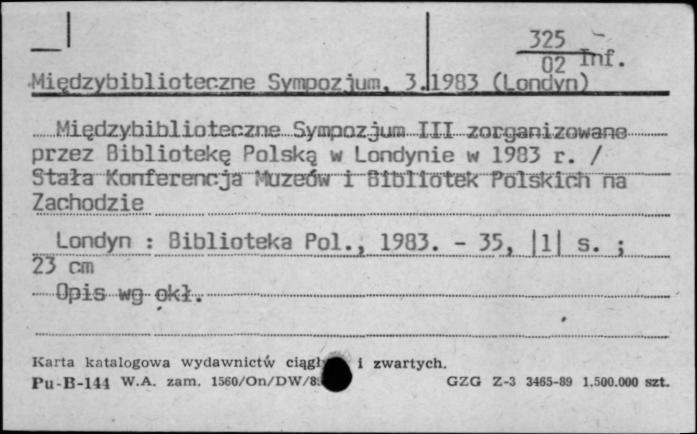 325
02 Inf.
Międzybiblioteczne Sympozjum, 3.1983 (Londyn)
Międzybiblioteczne Sympozjum III zorganizowane
przez Bibliotekę Polską w Londynie w 1983 r. /
Stała Konferencja Muzeów i Bibliotek Polskich na
Zachodzie
Londyn : Biblioteka Pol., 1983. - 35, |1| s. ;
23 cm
Opis wg okł.
Karta katalogowa wydawnictw i zwartych.
Pu-B-144 W.A. zam. 1560/On/DW/8 GZG Z-3 3465-89 1.500.000 szt.